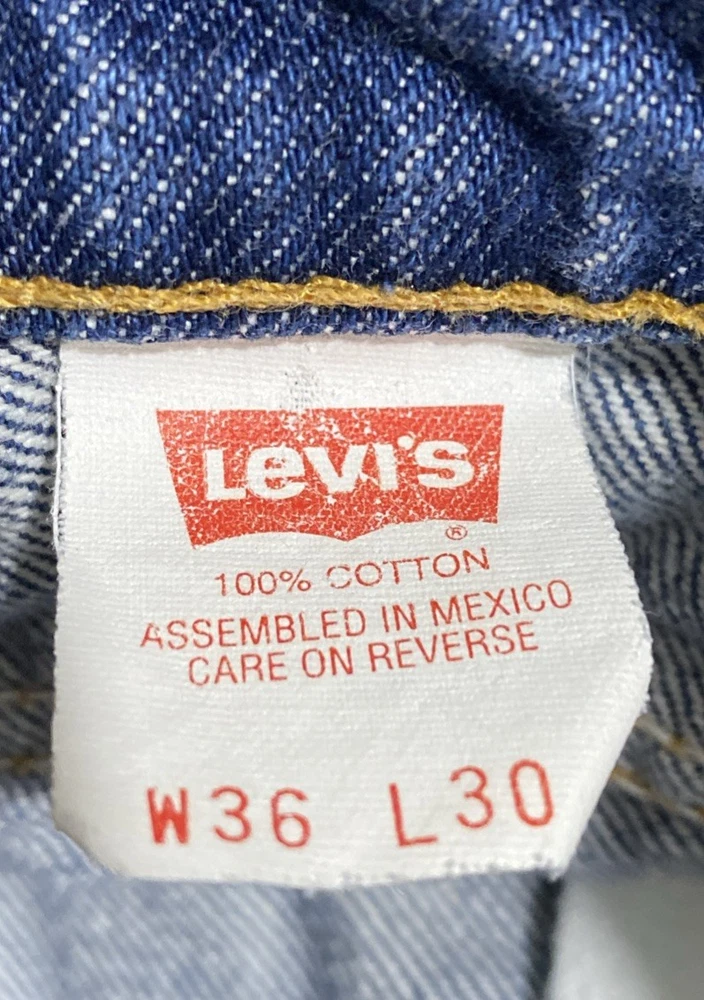 Levi's
®
100% COTTON
ASSEMBLED IN MEXICO
CARE ON REVERSE
W36 L30